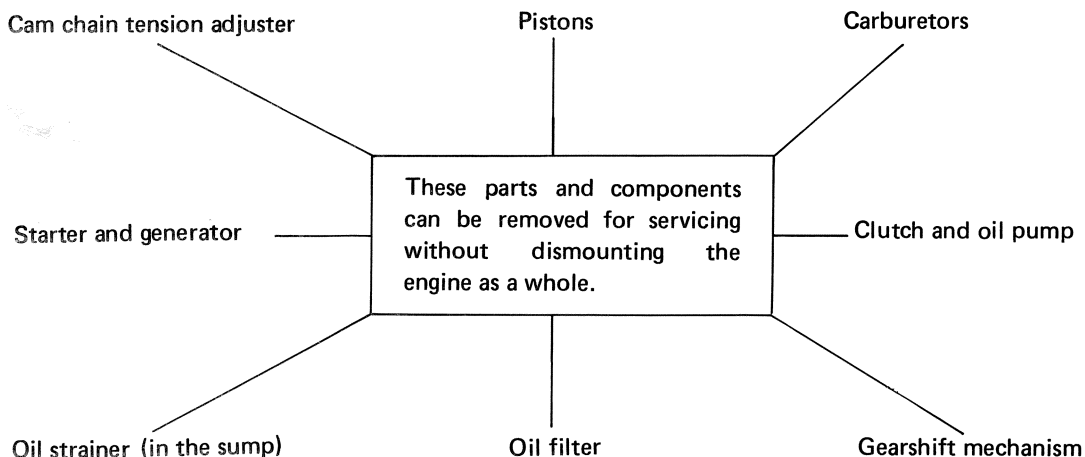 Cam chain tension adjuster
Pistons
Carburetors
These parts and components
can be removed for servicing
without dismounting the
engine as a whole.
Starter and generator
Clutch and oil pump
Oil strainer (in the sump)
Oil filter
Gearshift mechanism